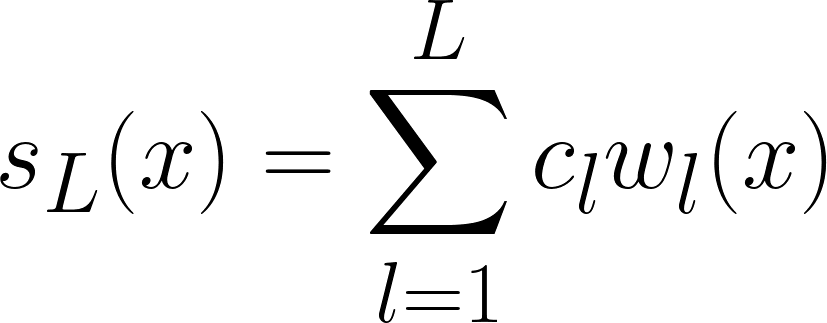 s_L(x) = \sum_{l=1}^{L} c_l w_l(x)